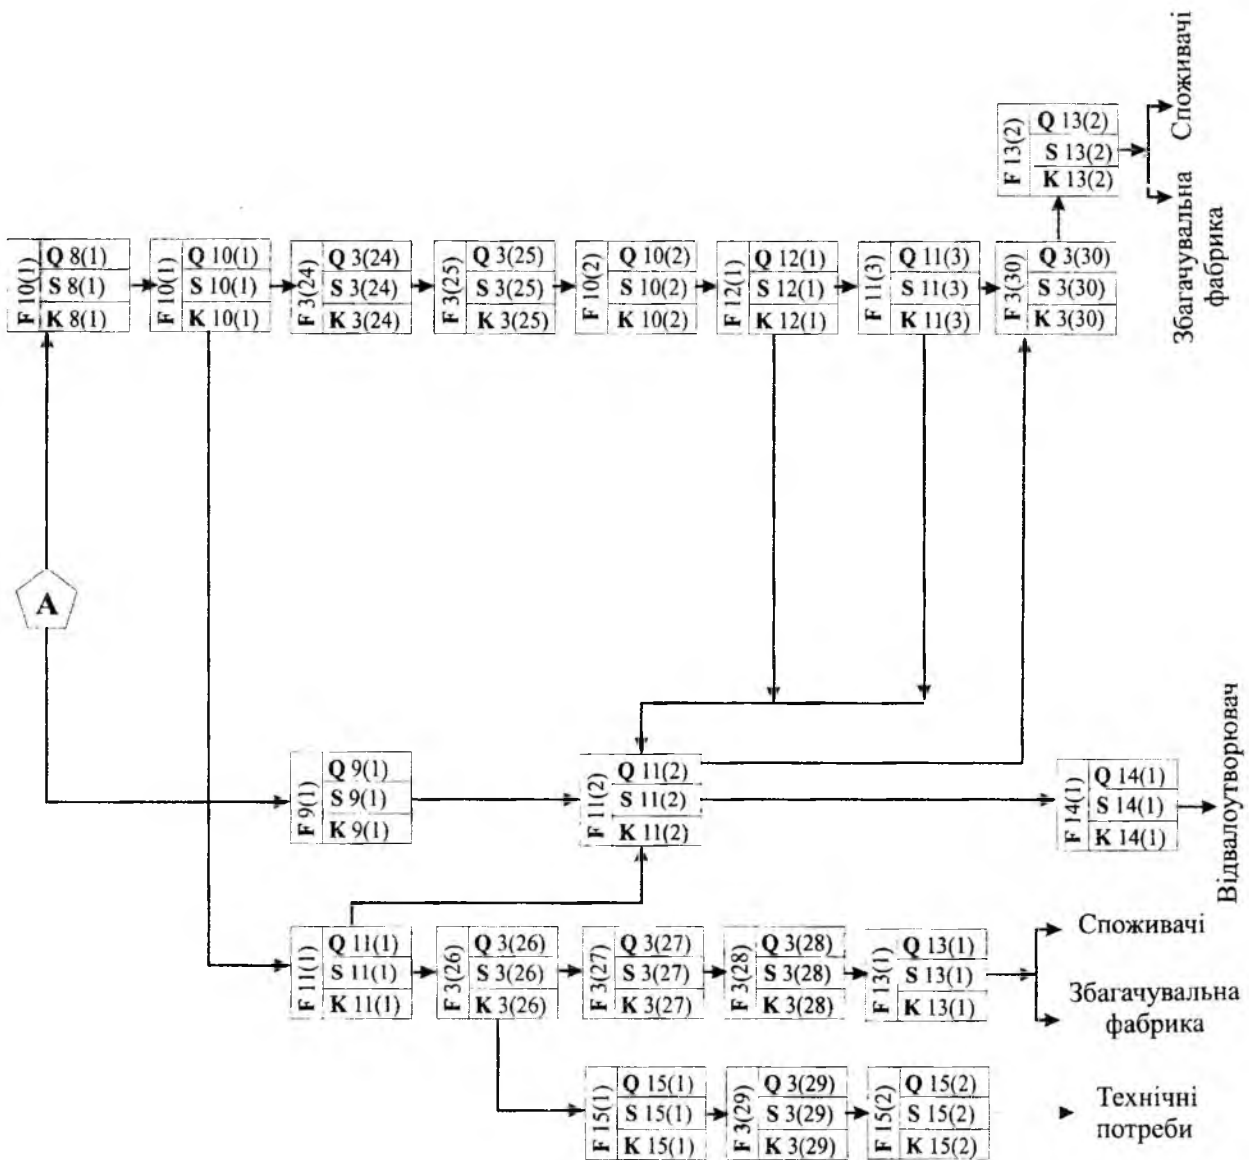 Споживачі
Збагачувальна
фабрика
F 13(2)
Q 13(2)
S 13(2)
K 13(2)
F 10(1)
Q 8(1)
S 8(1)
K 8(1)
F 10(1)
Q 10(1)
S 10(1)
K 10(1)
F 3(24)
Q 3(24)
S 3(24)
K 3(24)
F 3(25)
Q 3(25)
S 3(25)
K 3(25)
F 10(2)
Q 10(2)
S 10(2)
K 10(2)
F 12(1)
Q 12(1)
S 12(1)
K 12(1)
F 11(3)
Q 11(3)
S 11(3)
K 11(3)
F 3(30)
Q 3(30)
S 3(30)
K 3(30)
A
F 9(1)
Q 9(1)
S 9(1)
K 9(1)
F 11(2)
Q 11(2)
S 11(2)
K 11(2)
F 14(1)
Q 14(1)
S 14(1)
K 14(1)
Відвалоутворювач
F 11(1)
Q 11(1)
S 11(1)
K 11(1)
F 3(26)
Q 3(26)
S 3(26)
K 3(26)
F 3(27)
Q 3(27)
S 3(27)
K 3(27)
F 3(28)
Q 3(28)
S 3(28)
K 3(28)
F 13(1)
Q 13(1)
S 13(1)
K 13(1)
Споживачі
Збагачувальна
фабрика
F 15(1)
Q 15(1)
S 15(1)
K 15(1)
F 3(29)
Q 3(29)
S 3(29)
K 3(29)
F 15(2)
Q 15(2)
S 15(2)
K 15(2)
Технічні
потреби